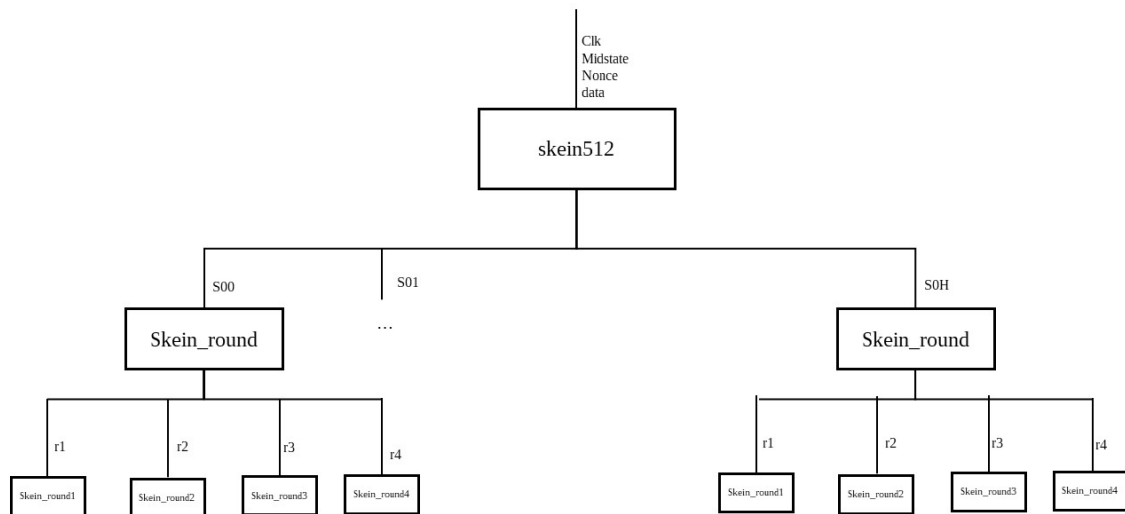 Clk
Midstate
Nonce
data
skein512
S00
S01
S0H
Skein_round
...
Skein_round
r1
r2
r3
r4
r1
r2
r3
r4
Skein_round1
Skein_round2
Skein_round3
Skein_round4
Skein_round1
Skein_round2
Skein_round3
Skein_round4